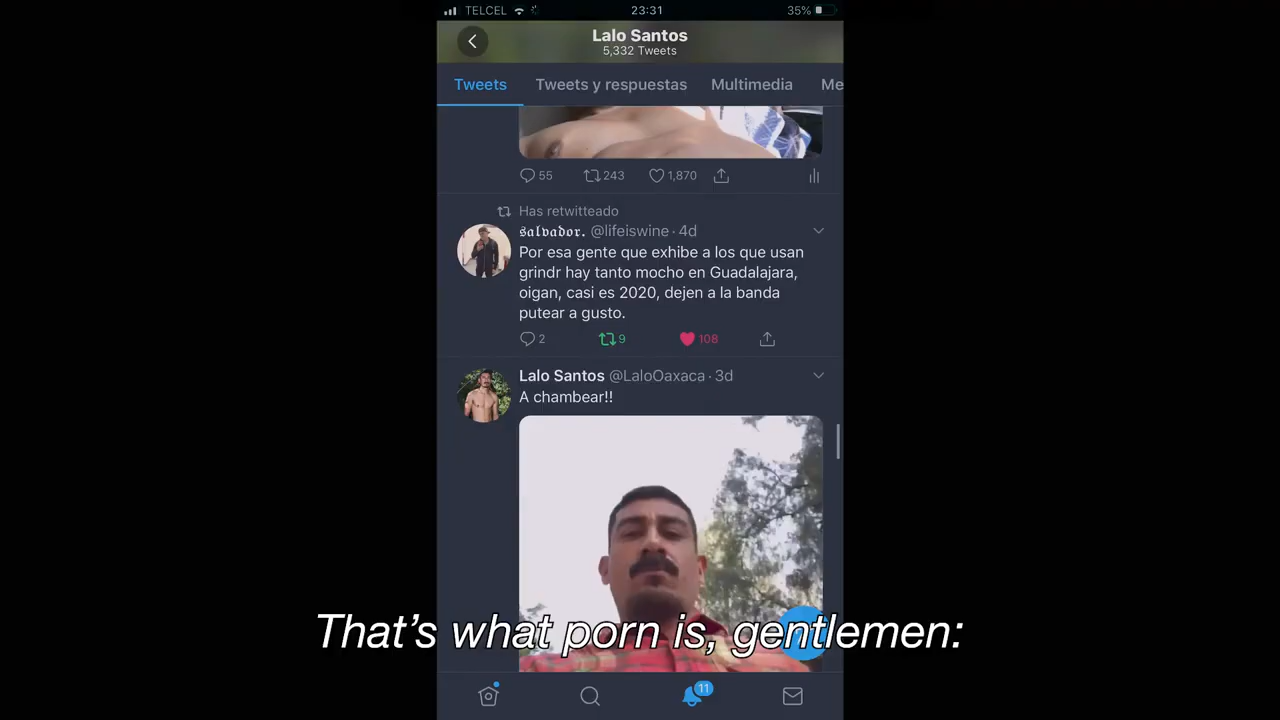 TELCEL
23:31
35%
Lalo Santos
5,332 Tweets
Tweets
Tweets y respuestas
Multimedia
Me
55
243
1,870
Has retwitteado
𝖘𝖆𝖑𝖛𝖆𝖉𝖔𝖗. @lifeiswine · 4d
Por esa gente que exhibe a los que usan
grindr hay tanto mocho en Guadalajara,
oigan, casi es 2020, dejen a la banda
putear a gusto.
2
9
108
Lalo Santos @LaloOaxaca · 3d
A chambear!!
That's what porn is, gentlemen:
11